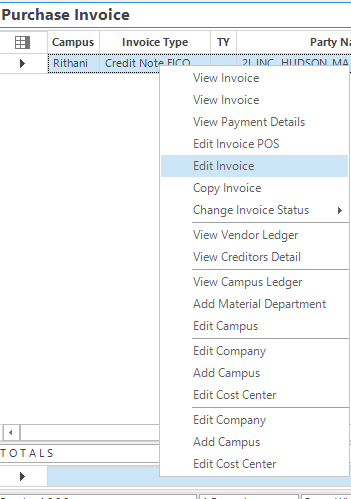 Purchase Invoice
Campus Invoice Type TY Party Na
Rithani Credit Note FICO 2J, INC. HUDSON, MA
View Invoice
View Invoice
View Payment Details
Edit Invoice POS
Edit Invoice
Copy Invoice
Change Invoice Status
View Vendor Ledger
View Creditors Detail
View Campus Ledger
Add Material Department
Edit Campus
Edit Company
Add Campus
Edit Cost Center
Edit Company
Add Campus
Edit Cost Center
TOTALS